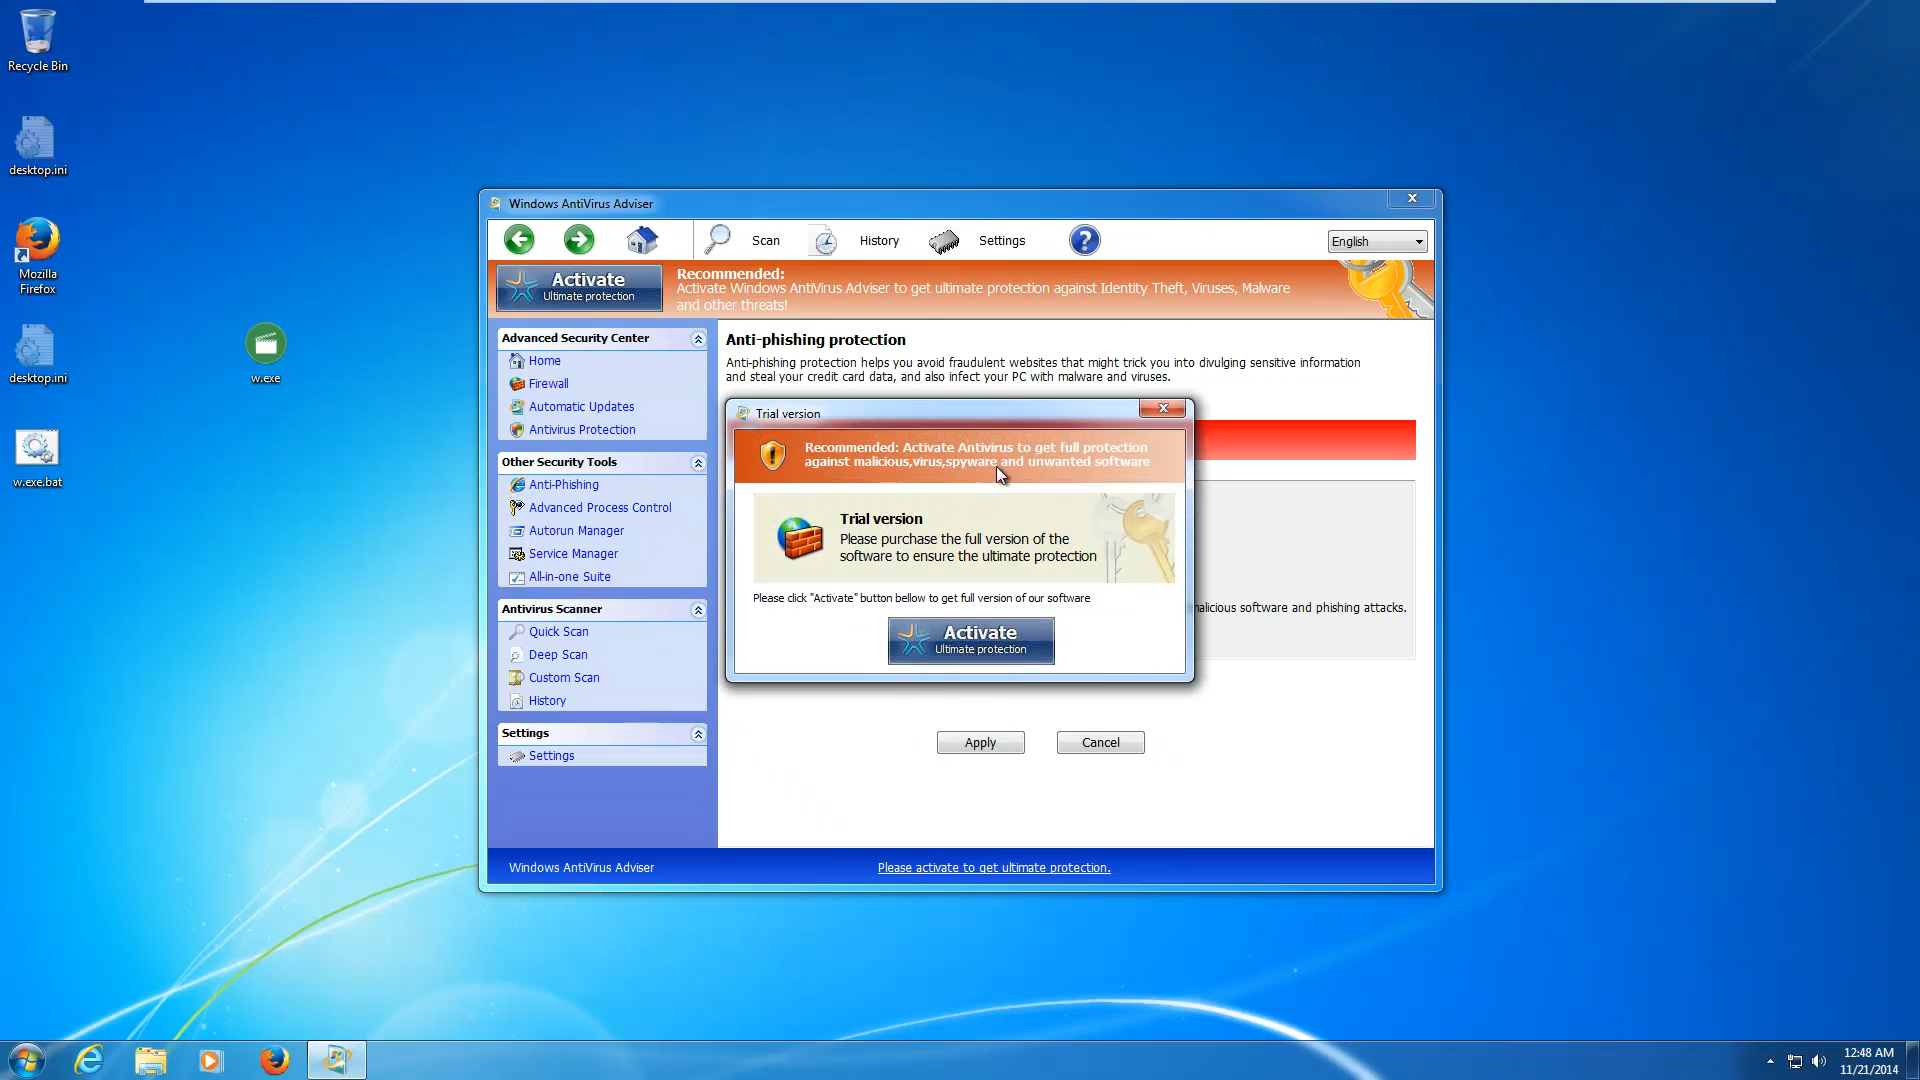 Recycle Bin
desktop.ini
Mozilla
Firefox
desktop.ini
w.exe.bat
w.exe
Windows AntiVirus Adviser
Scan
History
Settings
English
Activate
Ultimate protection
Recommended:
Activate Windows AntiVirus Adviser to get ultimate protection against Identity Theft, Viruses, Malware
and other threats!
Advanced Security Center
Home
Firewall
Automatic Updates
Antivirus Protection
Other Security Tools
Anti-Phishing
Advanced Process Control
Autorun Manager
Service Manager
All-in-one Suite
Antivirus Scanner
Quick Scan
Deep Scan
Custom Scan
History
Settings
Settings
Anti-phishing protection
Anti-phishing protection helps you avoid fraudulent websites that might trick you into divulging sensitive information
and steal your credit card data, and also infect your PC with malware and viruses.
Trial version
Recommended: Activate Antivirus to get full protection
against malicious,virus,spyware and unwanted software
Trial version
Please purchase the full version of the
software to ensure the ultimate protection
Please click "Activate" button bellow to get full version of our software
Activate
Ultimate protection
alicious software and phishing attacks.
Apply
Cancel
Windows AntiVirus Adviser
Please activate to get ultimate protection.
12:48 AM
11/21/2014